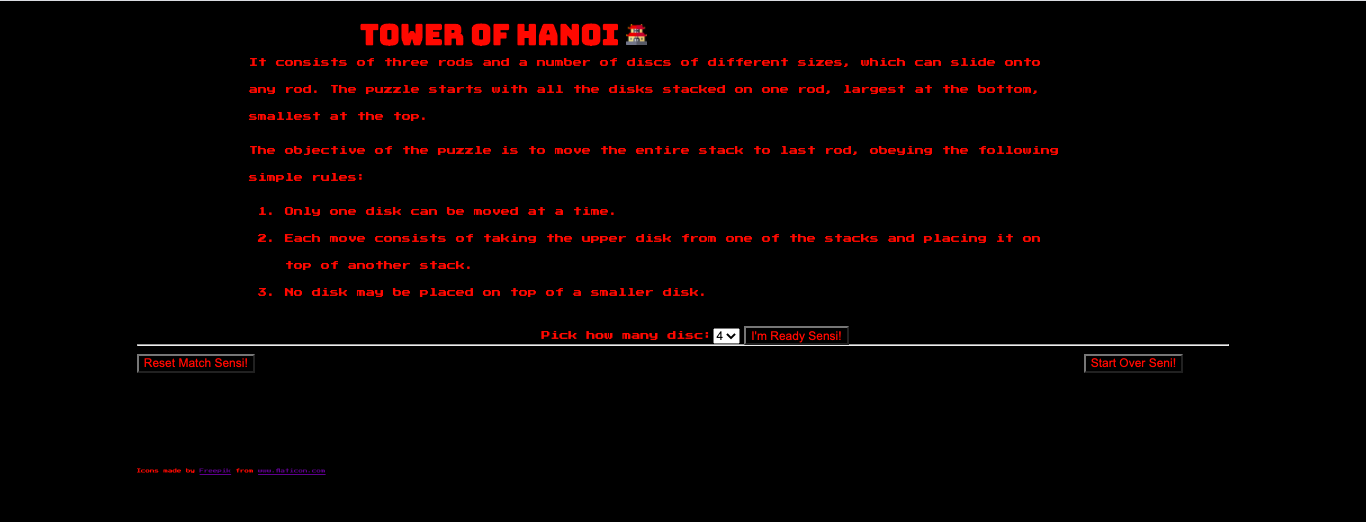 TOWER OF HANOI
It consists of three rods and a number of discs of different sizes, which can slide onto
any rod. The puzzle starts with all the disks stacked on one rod, largest at the bottom,
smallest at the top.
The objective of the puzzle is to move the entire stack to last rod, obeying the following
simple rules:
1. Only one disk can be moved at a time.
2. Each move consists of taking the upper disk from one of the stacks and placing it on
top of another stack.
3. No disk may be placed on top of a smaller disk.
Pick how many disc: 4 I'm Ready Sensi!
Reset Match Sensi! Start Over Seni!
Icons made by Freepik from www.flaticon.com